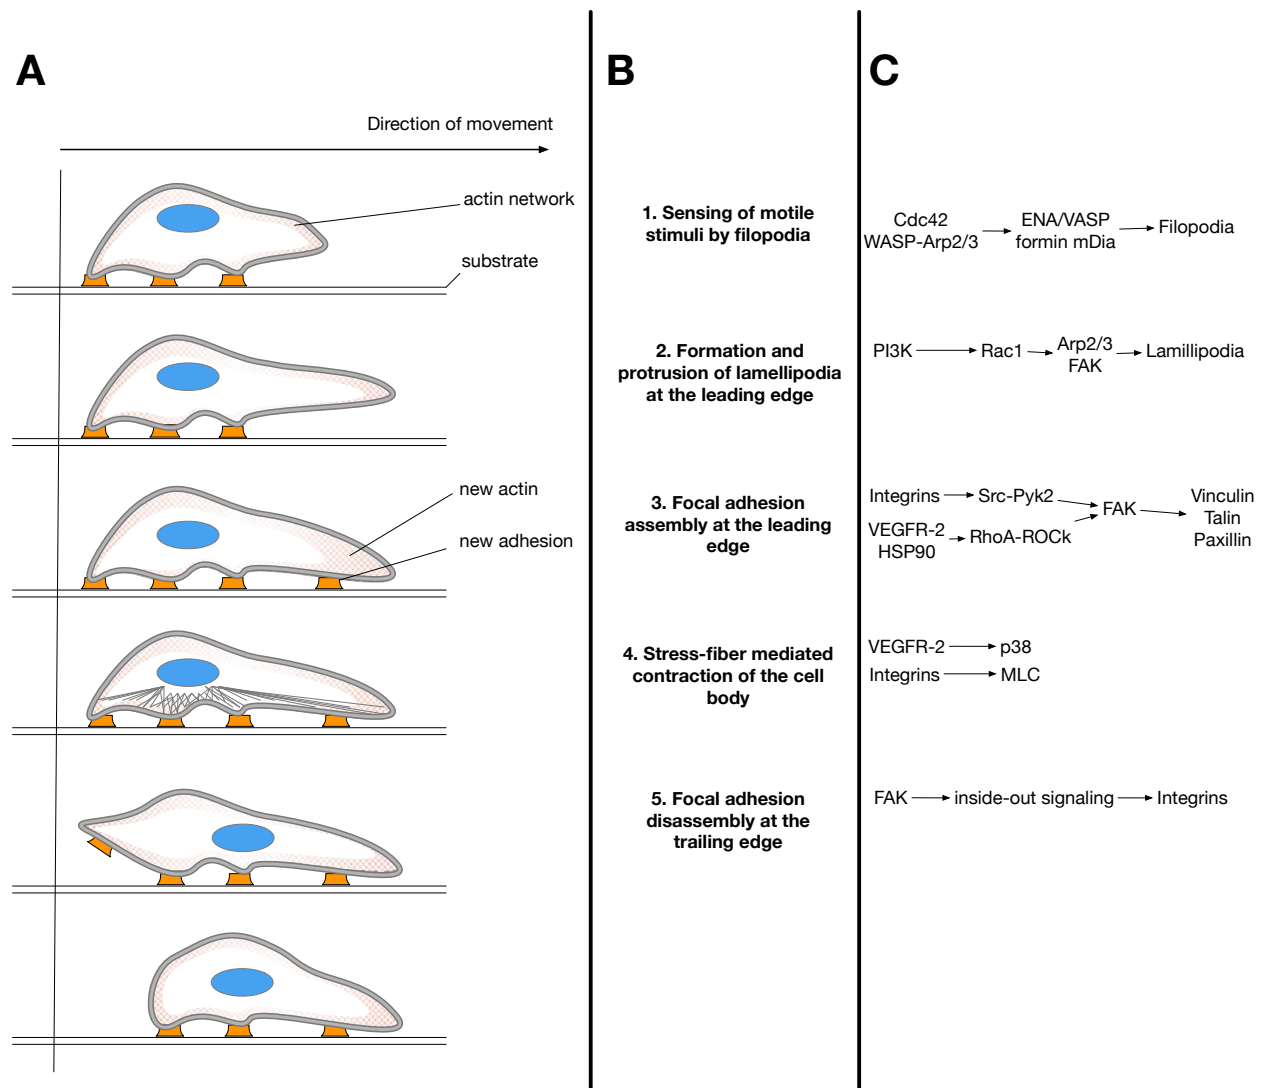 A
B
C
Direction of movement
actin network
substrate
new actin
new adhesion
1. Sensing of motile
stimuli by filopodia
2. Formation and
protrusion of lamellipodia
at the leading edge
3. Focal adhesion
assembly at the leading
edge
4. Stress-fiber mediated
contraction of the cell
body
5. Focal adhesion
disassembly at the
trailing edge
Cdc42
WASP-Arp2/3
ENA/VASP
formin mDia
Filopodia
PI3K
Rac1
Arp2/3
FAK
Lamillipodia
Integrins
Src-Pyk2
VEGFR-2
HSP90
RhoA-ROCk
FAK
Vinculin
Talin
Paxillin
VEGFR-2
p38
Integrins
MLC
FAK
inside-out signaling
Integrins